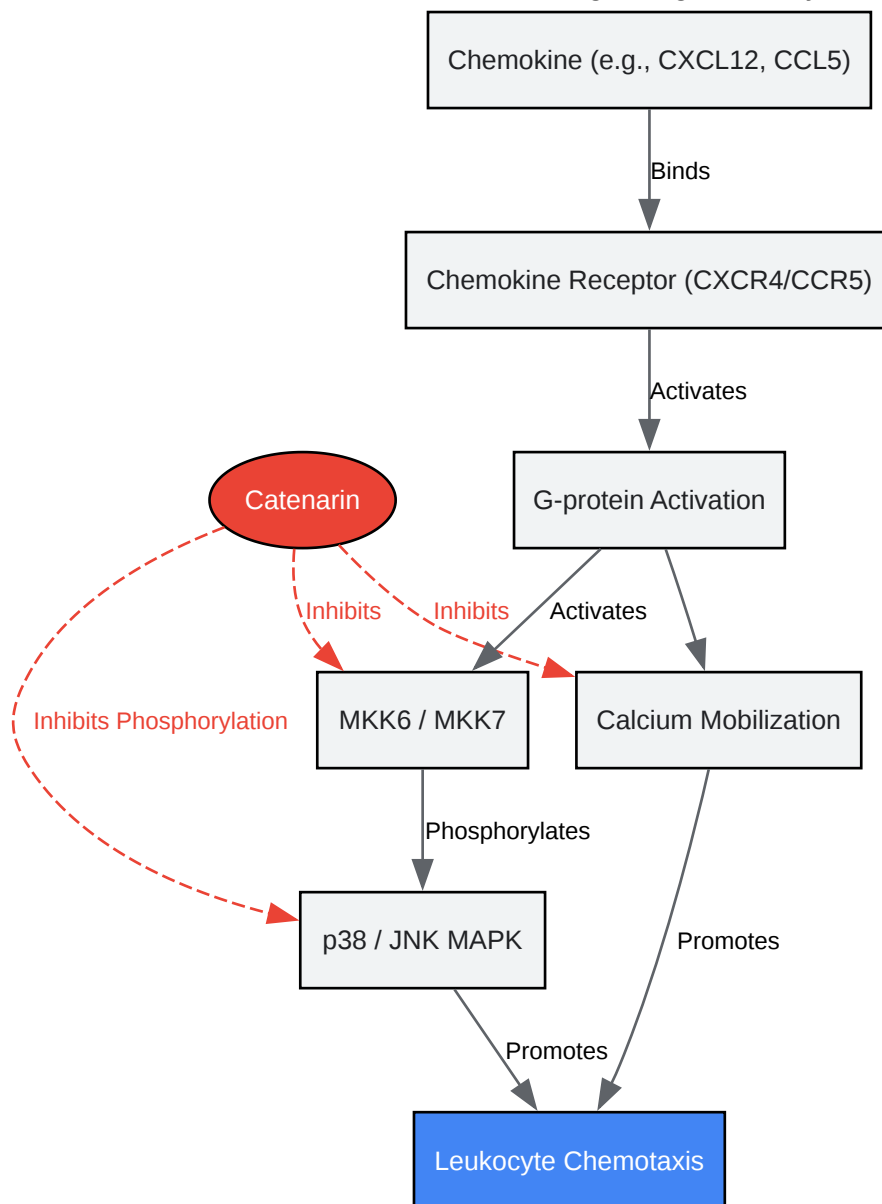 Chemokine (e.g., CXCL12, CCL5)
Binds
Chemokine Receptor (CXCR4/CCR5)
Activates
Catenarin
G-protein Activation
Inhibits
Inhibits
Activates
Inhibits Phosphorylation
MKK6 / MKK7
Calcium Mobilization
Phosphorylates
p38 / JNK MAPK
Promotes
Promotes
Leukocyte Chemotaxis